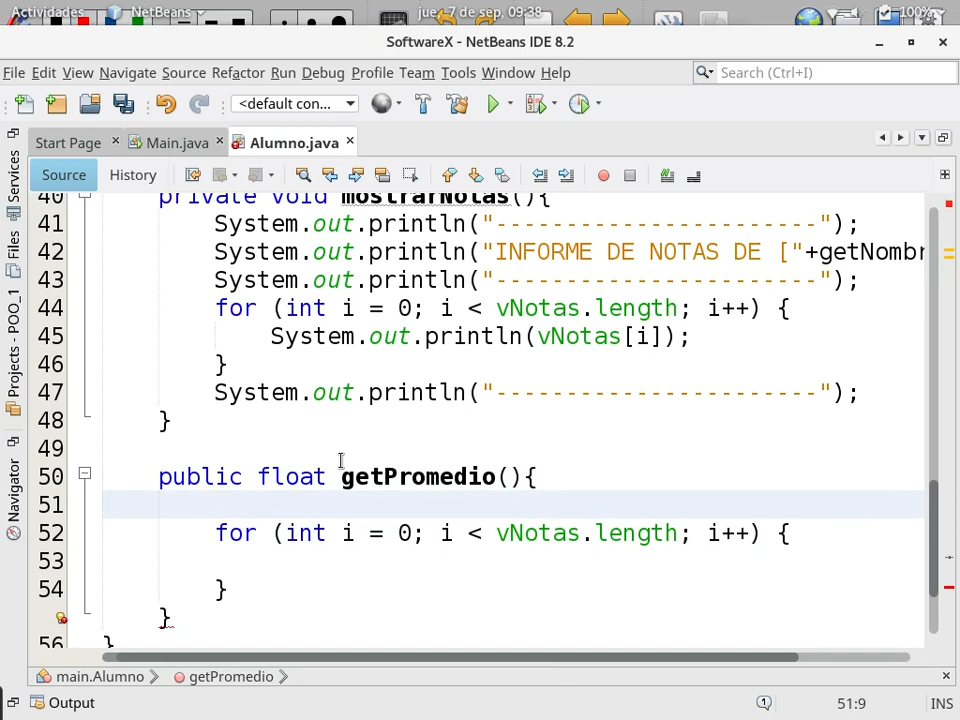 Actividades NetBeans jue, 7 de sep, 09:38 100%
SoftwareX - NetBeans IDE 8.2
File Edit View Navigate Source Refactor Run Debug Profile Team Tools Window Help Search (Ctrl+I)
<default con...
Start Page Main.java Alumno.java
Services
Files
Projects - POO_1
Navigator
Source History
40 private void mostrarNotas(){
41 System.out.println("-----------------------");
42 System.out.println("INFORME DE NOTAS DE ["+getNombr
43 System.out.println("-----------------------");
44 for (int i = 0; i < vNotas.length; i++) {
45 System.out.println(vNotas[i]);
46 }
47 System.out.println("-----------------------");
48 }
49
50 public float getPromedio(){
51
52 for (int i = 0; i < vNotas.length; i++) {
53
54 }
}
56 }
main.Alumno getPromedio
Output 1 51:9 INS